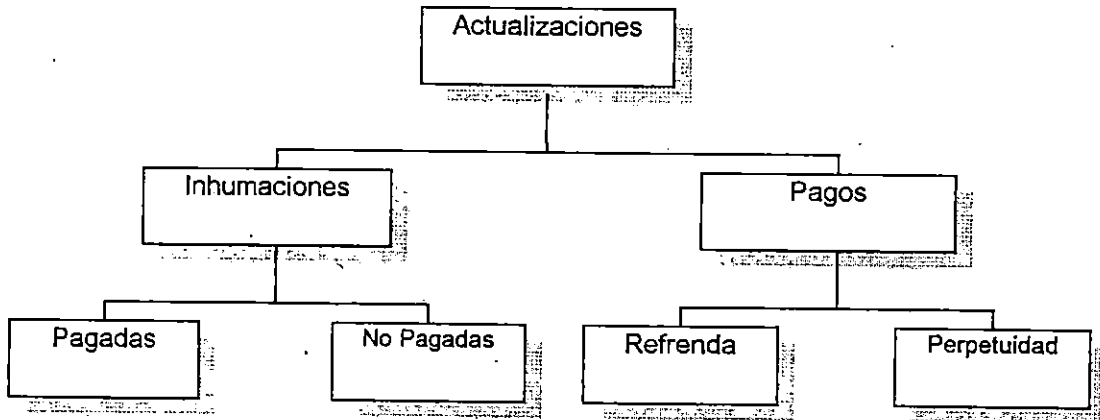 Actualizaciones
Inhumaciones
Pagos
Pagadas
No Pagadas
Refrenda
Perpetuidad